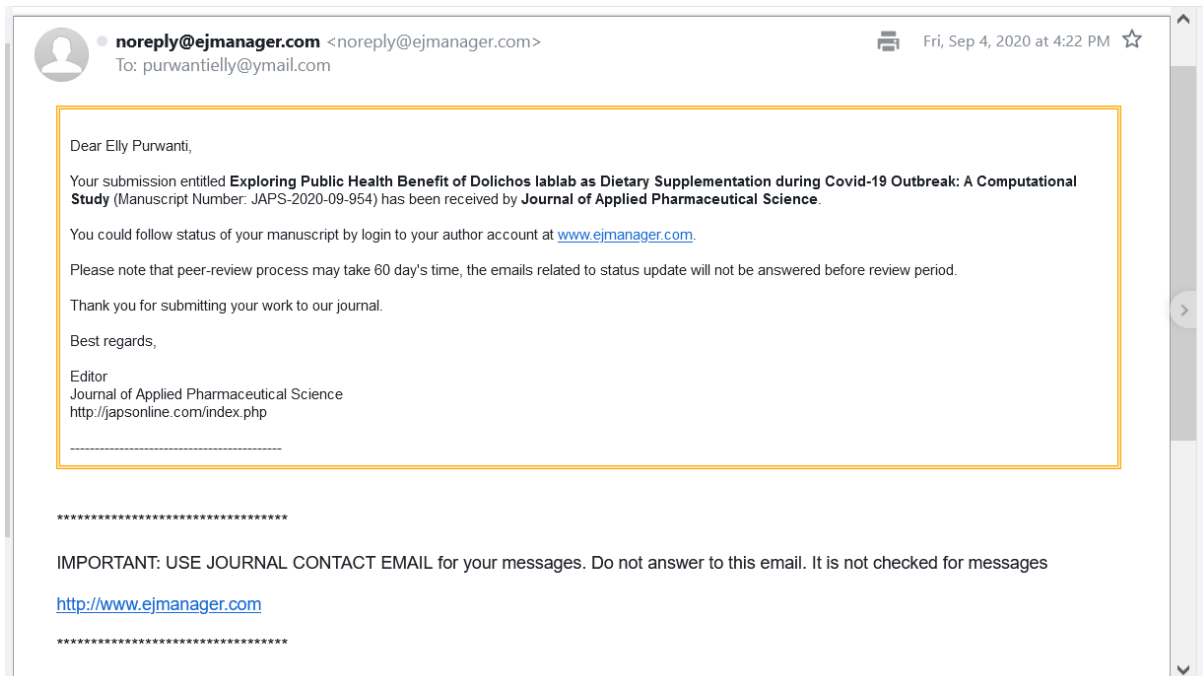 noreply@ejmanager.com <noreply@ejmanager.com>
Fri, Sep 4, 2020 at 4:22 PM
To: purwantielly@ymail.com
Dear Elly Purwanti,
Your submission entitled Exploring Public Health Benefit of Dolichos lablab as Dietary Supplementation during Covid-19 Outbreak: A Computational
Study (Manuscript Number: JAPS-2020-09-954) has been received by Journal of Applied Pharmaceutical Science.
You could follow status of your manuscript by login to your author account at www.ejmanager.com.
Please note that peer-review process may take 60 day's time, the emails related to status update will not be answered before review period.
Thank you for submitting your work to our journal.
Best regards,
Editor
Journal of Applied Pharmaceutical Science
http://japsonline.com/index.php
-------------------------------------------
**********************************
IMPORTANT: USE JOURNAL CONTACT EMAIL for your messages. Do not answer to this email. It is not checked for messages
http://www.ejmanager.com
**********************************